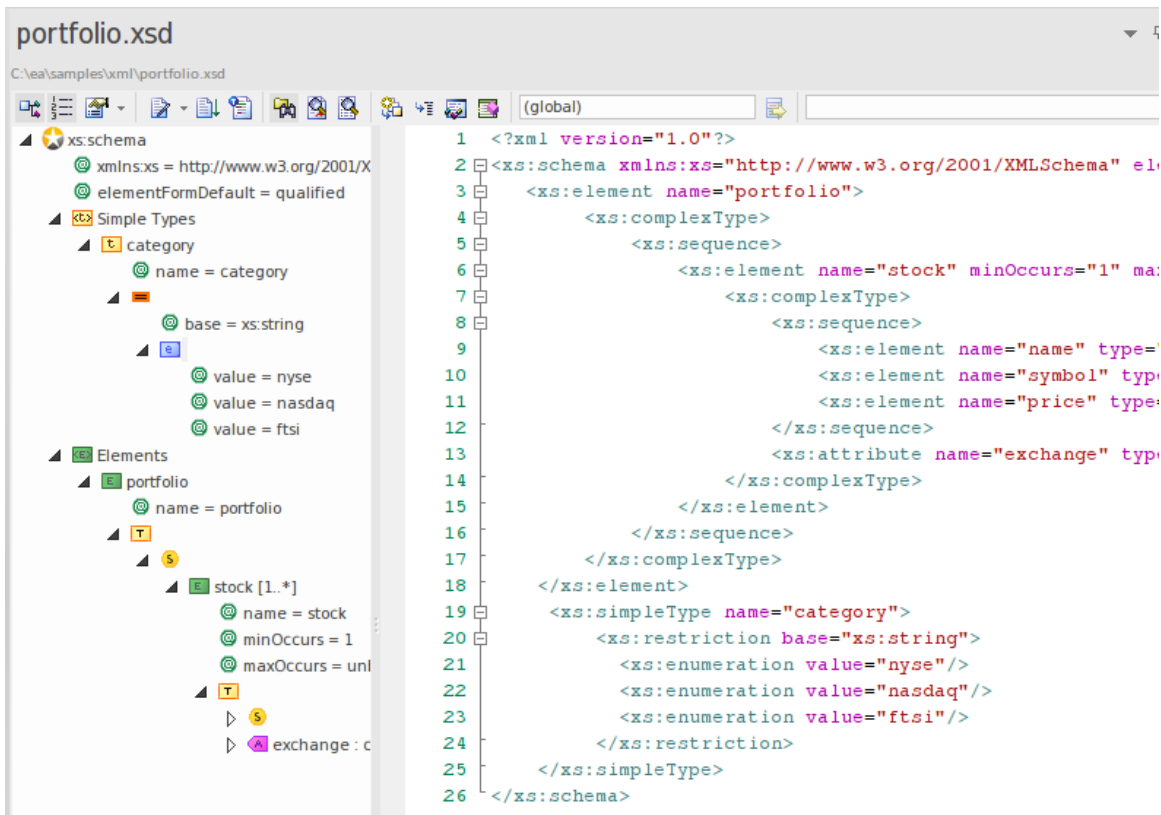 portfolio.xsd
C:\ea\samples\xml\portfolio.xsd
(global)
xs:schema
xmlns:xs = http://www.w3.org/2001/X
elementFormDefault = qualified
Simple Types
category
name = category
base = xs:string
value = nyse
value = nasdaq
value = ftsi
Elements
portfolio
name = portfolio
stock [1..*]
name = stock
minOccurs = 1
maxOccurs = unl
exchange : c
1 <?xml version="1.0"?>
2 <xs:schema xmlns:xs="http://www.w3.org/2001/XMLSchema" el
3 <xs:element name="portfolio">
4 <xs:complexType>
5 <xs:sequence>
6 <xs:element name="stock" minOccurs="1" ma
7 <xs:complexType>
8 <xs:sequence>
9 <xs:element name="name" type="
10 <xs:element name="symbol" typ
11 <xs:element name="price" type=
12 </xs:sequence>
13 <xs:attribute name="exchange" typ
14 </xs:complexType>
15 </xs:element>
16 </xs:sequence>
17 </xs:complexType>
18 </xs:element>
19 <xs:simpleType name="category">
20 <xs:restriction base="xs:string">
21 <xs:enumeration value="nyse"/>
22 <xs:enumeration value="nasdaq"/>
23 <xs:enumeration value="ftsi"/>
24 </xs:restriction>
25 </xs:simpleType>
26 </xs:schema>